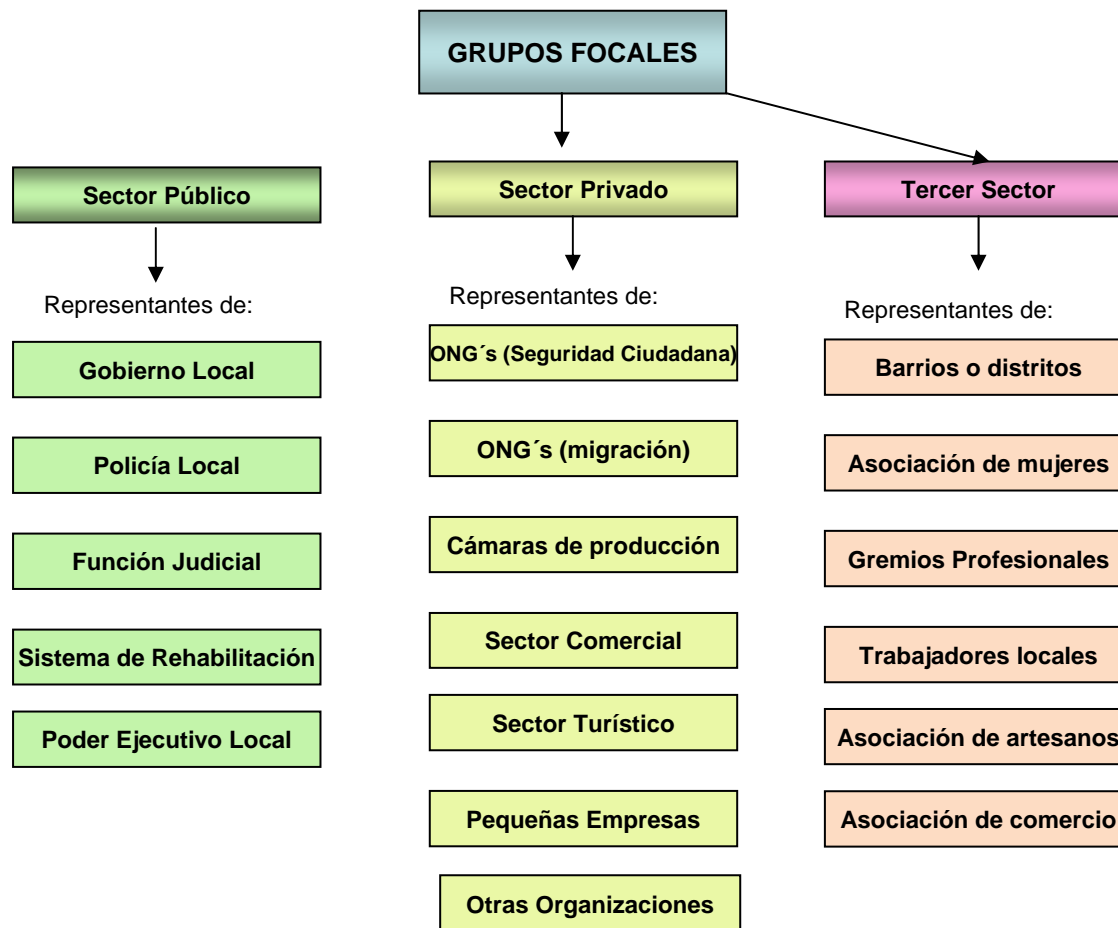 GRUPOS FOCALES
Sector Público
Representantes de:
Gobierno Local
Policía Local
Función Judicial
Sistema de Rehabilitación
Poder Ejecutivo Local
Sector Privado
Representantes de:
ONG´s (Seguridad Ciudadana)
ONG´s (migración)
Cámaras de producción
Sector Comercial
Sector Turístico
Pequeñas Empresas
Otras Organizaciones
Tercer Sector
Representantes de:
Barrios o distritos
Asociación de mujeres
Gremios Profesionales
Trabajadores locales
Asociación de artesanos
Asociación de comercio